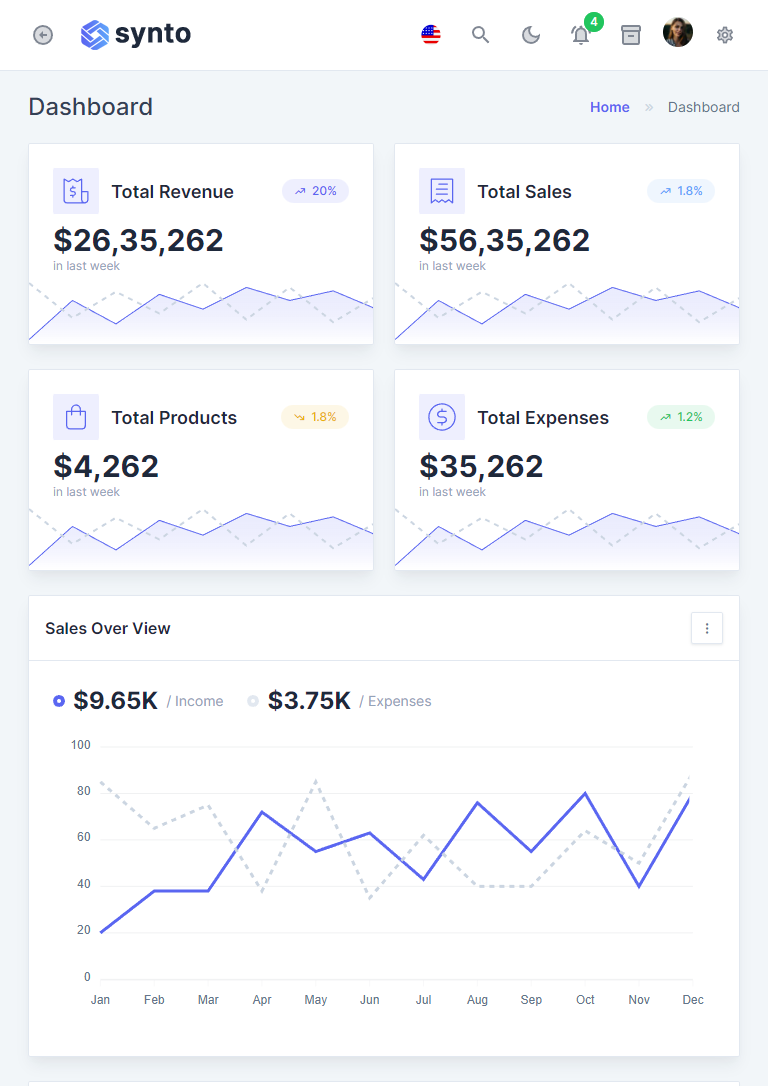 synto
4
Dashboard
Home » Dashboard
Total Revenue 20%
$26,35,262
in last week
Total Sales 1.8%
$56,35,262
in last week
Total Products 1.8%
$4,262
in last week
Total Expenses 1.2%
$35,262
in last week
Sales Over View
$9.65K / Income $3.75K / Expenses
100
80
60
40
20
0
Jan Feb Mar Apr May Jun Jul Aug Sep Oct Nov Dec